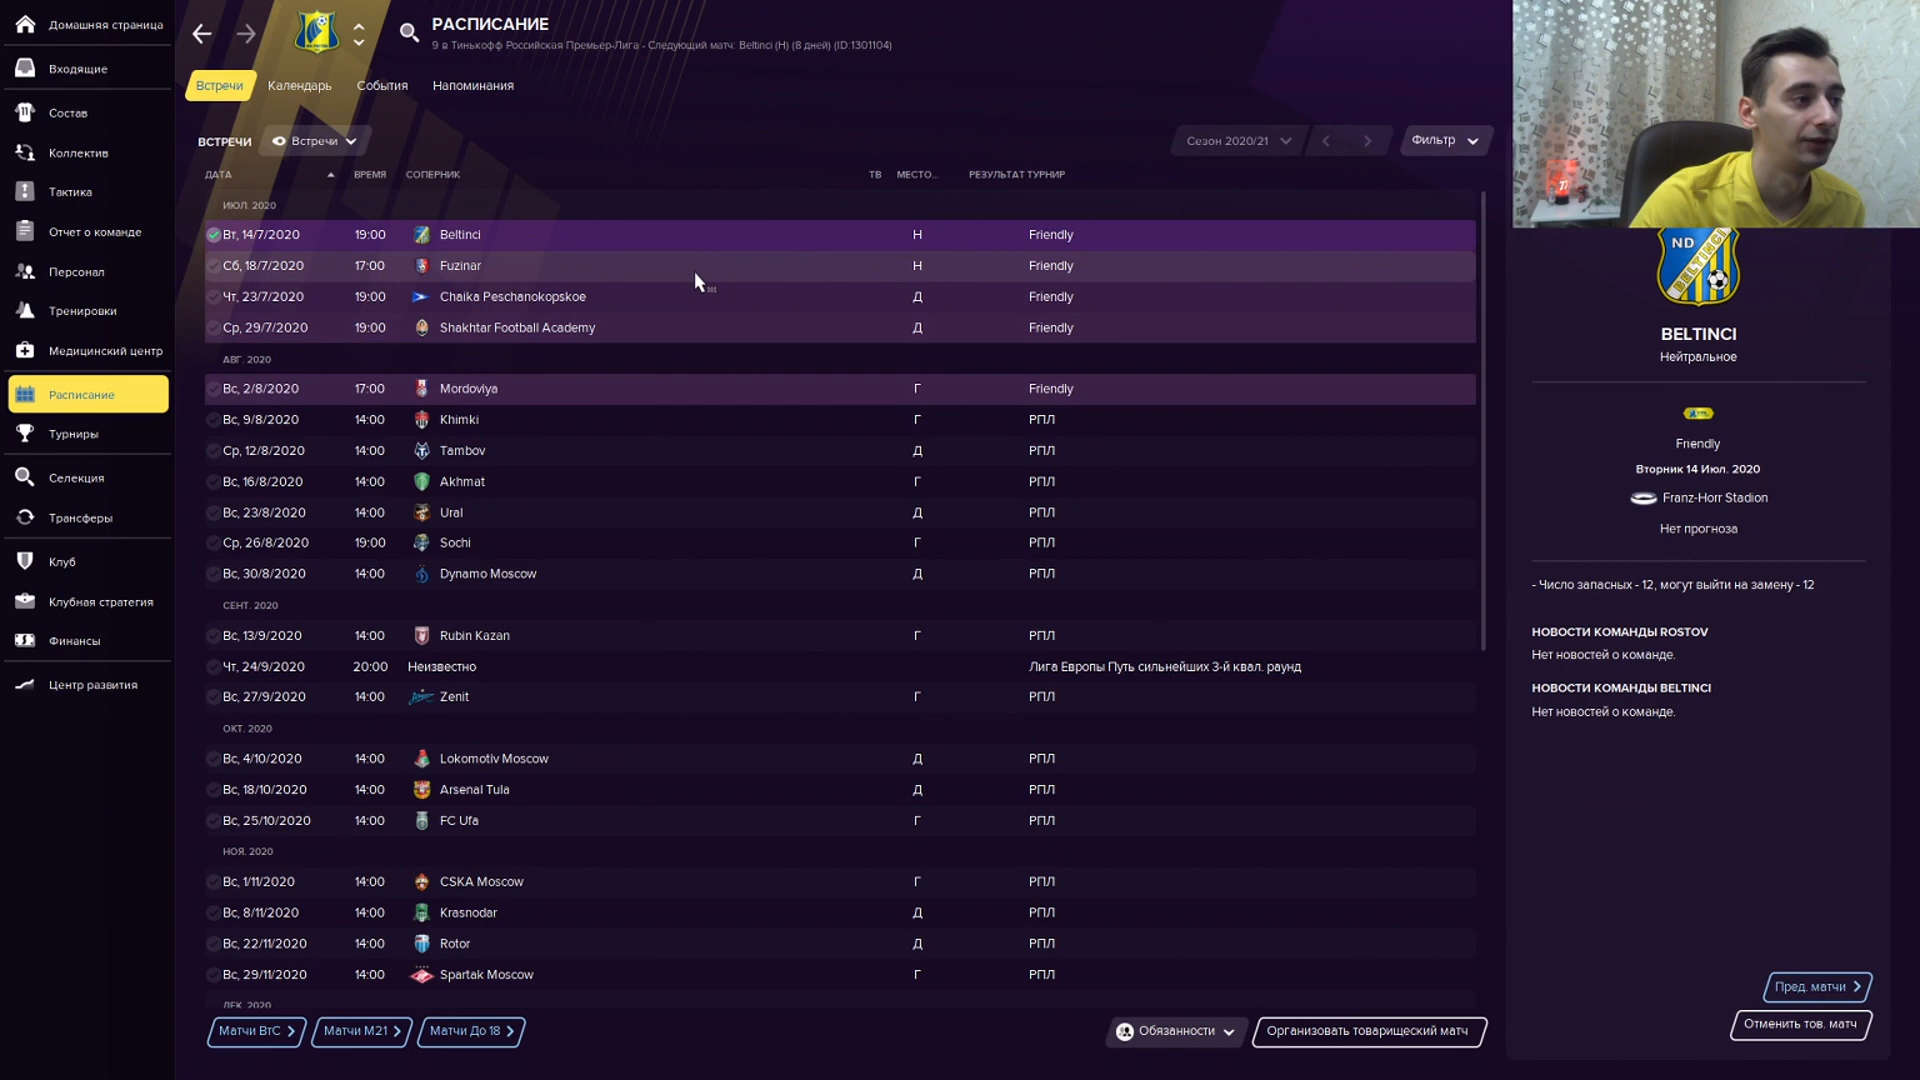 Домашняя страница
Входящие
Состав
Коллектив
Тактика
Отчет о команде
Персонал
Тренировки
Медицинский центр
Расписание
Турниры
Селекция
Трансферы
Клуб
Клубная стратегия
Финансы
Центр развития
РАСПИСАНИЕ
9 в Тинькофф Российская Премьер-Лига - Следующий матч: Beltinci (Н) (8 дней) (ID:1301104)
Встречи Календарь События Напоминания
ВСТРЕЧИ Встречи Сезон 2020/21 Фильтр
ДАТА ВРЕМЯ СОПЕРНИК ТВ МЕСТО... РЕЗУЛЬТАТ ТУРНИР
ИЮЛ. 2020
Вт, 14/7/2020 19:00 Beltinci Н Friendly
Сб, 18/7/2020 17:00 Fuzinar Н Friendly
Чт, 23/7/2020 19:00 Chaika Peschanokopskoe Д Friendly
Ср, 29/7/2020 19:00 Shakhtar Football Academy Д Friendly
АВГ. 2020
Вс, 2/8/2020 17:00 Mordoviya Г Friendly
Вс, 9/8/2020 14:00 Khimki Г РПЛ
Ср, 12/8/2020 14:00 Tambov Д РПЛ
Вс, 16/8/2020 14:00 Akhmat Г РПЛ
Вс, 23/8/2020 14:00 Ural Д РПЛ
Ср, 26/8/2020 19:00 Sochi Г РПЛ
Вс, 30/8/2020 14:00 Dynamo Moscow Д РПЛ
СЕНТ. 2020
Вс, 13/9/2020 14:00 Rubin Kazan Г РПЛ
Чт, 24/9/2020 20:00 Неизвестно Лига Европы Путь сильнейших 3-й квал. раунд
Вс, 27/9/2020 14:00 Zenit Г РПЛ
ОКТ. 2020
Вс, 4/10/2020 14:00 Lokomotiv Moscow Д РПЛ
Вс, 18/10/2020 14:00 Arsenal Tula Д РПЛ
Вс, 25/10/2020 14:00 FC Ufa Г РПЛ
НОЯ. 2020
Вс, 1/11/2020 14:00 CSKA Moscow Г РПЛ
Вс, 8/11/2020 14:00 Krasnodar Д РПЛ
Вс, 22/11/2020 14:00 Rotor Д РПЛ
Вс, 29/11/2020 14:00 Spartak Moscow Г РПЛ
ДЕК. 2020
Матчи ВтС Матчи М21 Матчи До 18 Обязанности Организовать товарищеский матч
ND
BELTINCI
BELTINCI
Нейтральное
Friendly
Вторник 14 Июл. 2020
Franz-Horr Stadion
Нет прогноза
- Число запасных - 12, могут выйти на замену - 12
НОВОСТИ КОМАНДЫ ROSTOV
Нет новостей о команде.
НОВОСТИ КОМАНДЫ BELTINCI
Нет новостей о команде.
Пред. матчи
Отменить тов. матч